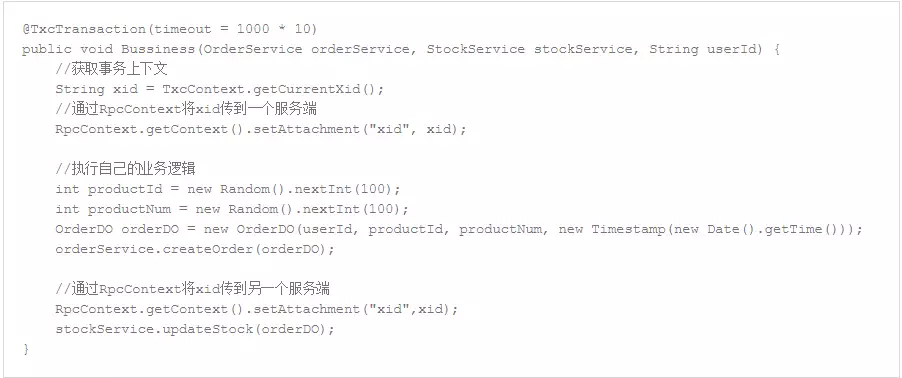 @TxcTransaction(timeout = 1000 * 10)
public void Bussiness(OrderService orderService, StockService stockService, String userId) {
    //获取事务上下文
    String xid = TxcContext.getCurrentXid();
    //通过RpcContext将xid传到一个服务端
    RpcContext.getContext().setAttachment("xid", xid);

    //执行自己的业务逻辑
    int productId = new Random().nextInt(100);
    int productNum = new Random().nextInt(100);
    OrderDO orderDO = new OrderDO(userId, productId, productNum, new Timestamp(new Date().getTime()));
    orderService.createOrder(orderDO);

    //通过RpcContext将xid传到另一个服务端
    RpcContext.getContext().setAttachment("xid",xid);
    stockService.updateStock(orderDO);
}